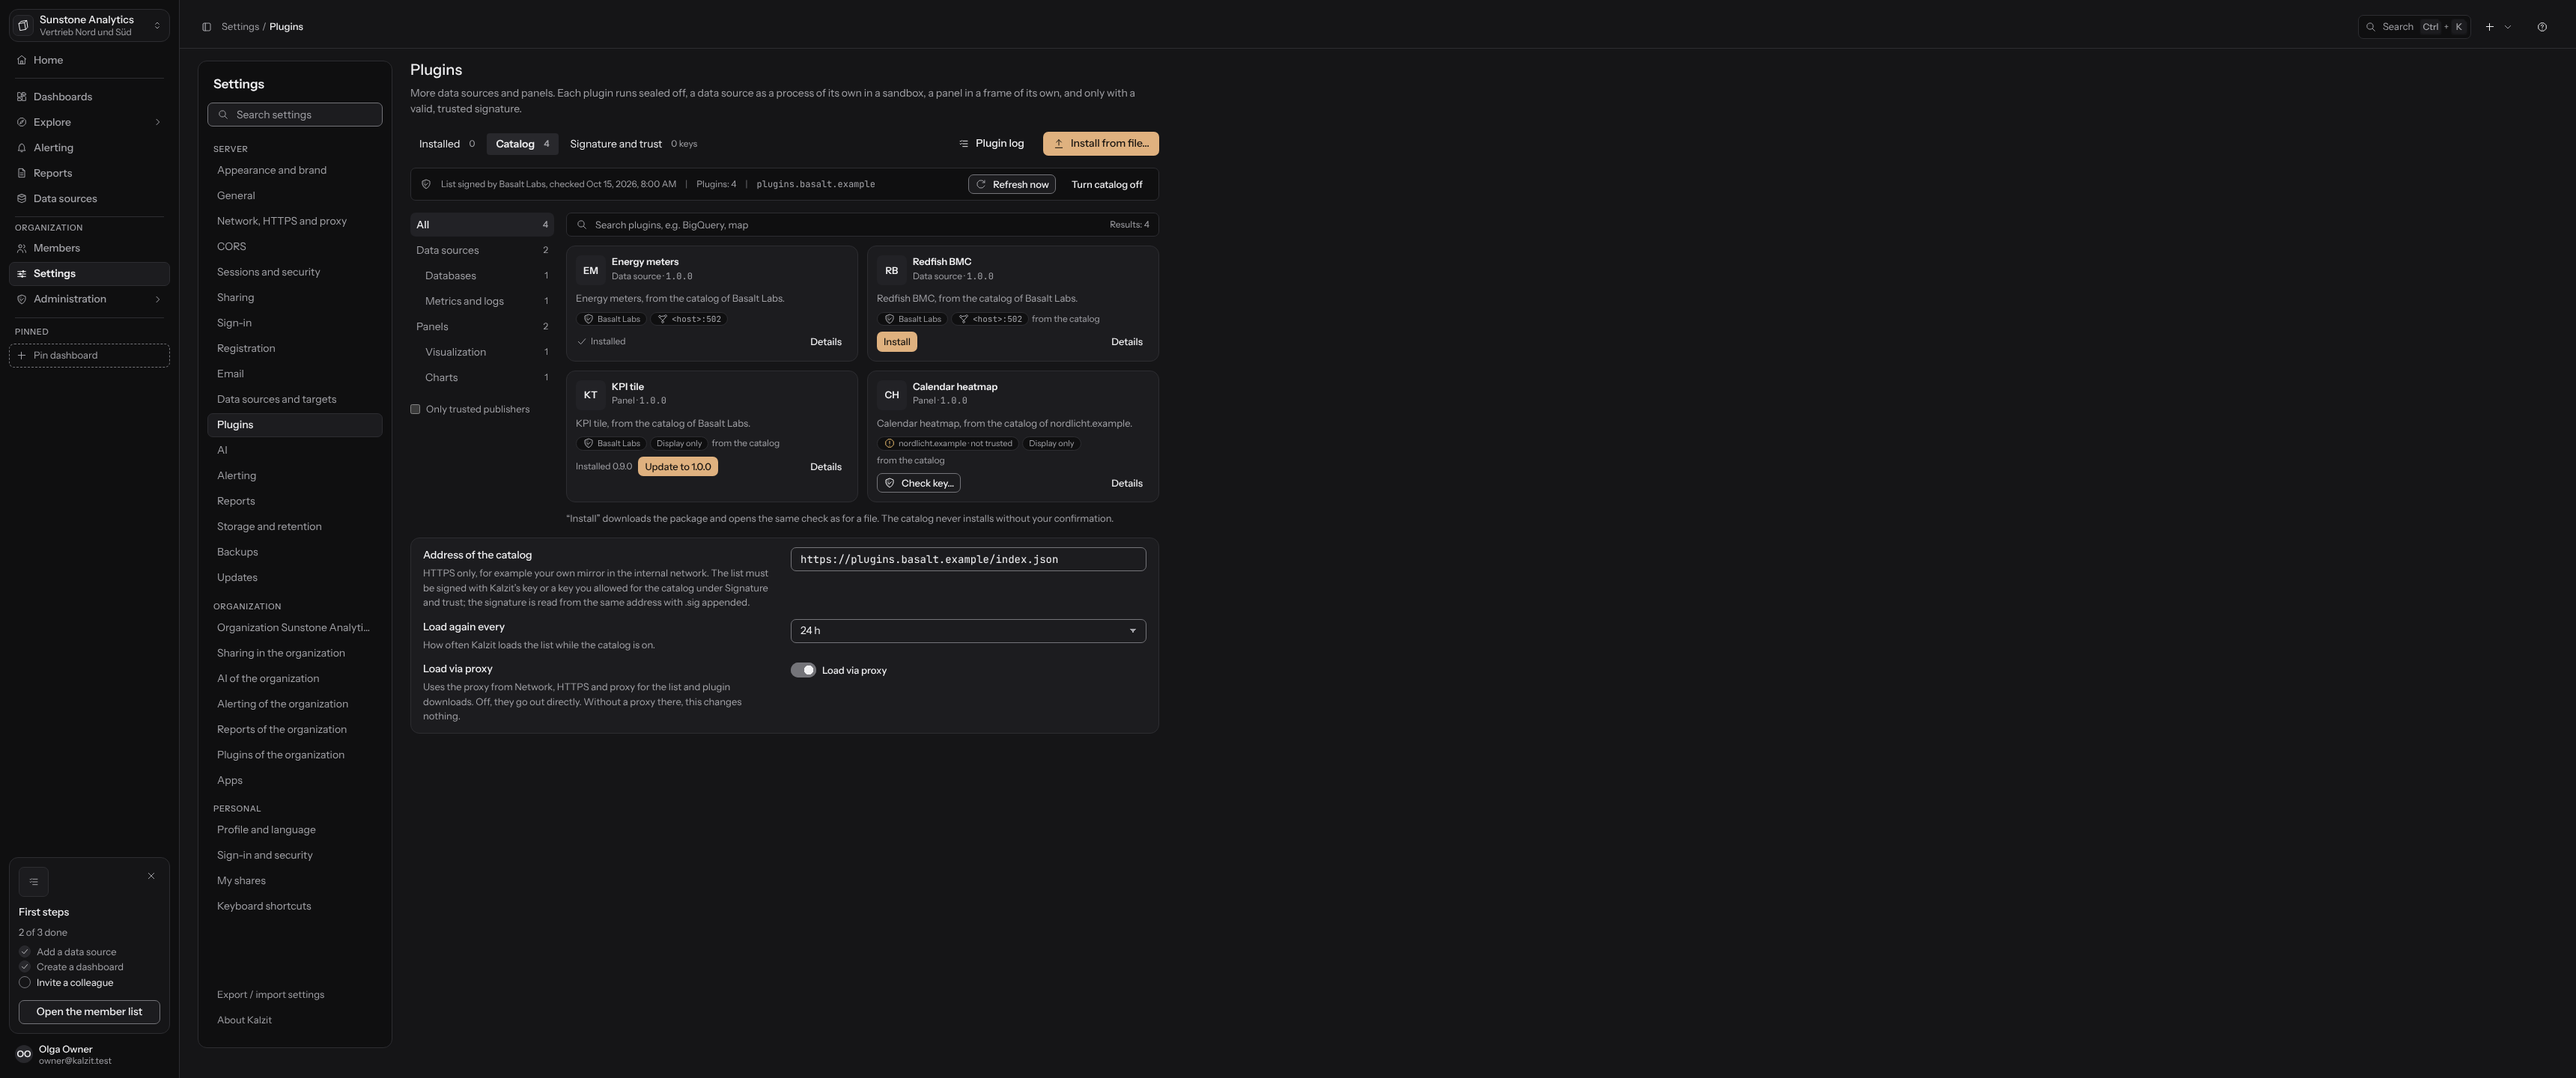 Sunstone Analytics
Vertrieb Nord und Süd
Home
Dashboards
Explore
Alerting
Reports
Data sources
ORGANIZATION
Members
Settings
Administration
PINNED
Pin dashboard
First steps
2 of 3 done
Add a data source
Create a dashboard
Invite a colleague
Open the member list
OO
Olga Owner
owner@kalzit.test
Settings / Plugins
Search Ctrl + K
Settings
Search settings
SERVER
Appearance and brand
General
Network, HTTPS and proxy
CORS
Sessions and security
Sharing
Sign-in
Registration
Email
Data sources and targets
Plugins
AI
Alerting
Reports
Storage and retention
Backups
Updates
ORGANIZATION
Organization Sunstone Analyti...
Sharing in the organization
AI of the organization
Alerting of the organization
Reports of the organization
Plugins of the organization
Apps
PERSONAL
Profile and language
Sign-in and security
My shares
Keyboard shortcuts
Export / import settings
About Kalzit
Plugins
More data sources and panels. Each plugin runs sealed off, a data source as a process of its own in a sandbox, a panel in a frame of its own, and only with a
valid, trusted signature.
Installed 0
Catalog 4
Signature and trust 0 keys
Plugin log
Install from file...
List signed by Basalt Labs, checked Oct 15, 2026, 8:00 AM | Plugins: 4 | plugins.basalt.example
Refresh now
Turn catalog off
All 4
Data sources 2
Databases 1
Metrics and logs 1
Panels 2
Visualization 1
Charts 1
Only trusted publishers
Search plugins, e.g. BigQuery, map
Results: 4
EM
Energy meters
Data source · 1.0.0
Energy meters, from the catalog of Basalt Labs.
Basalt Labs <host>:502
Installed
Details
RB
Redfish BMC
Data source · 1.0.0
Redfish BMC, from the catalog of Basalt Labs.
Basalt Labs <host>:502 from the catalog
Install
Details
KT
KPI tile
Panel · 1.0.0
KPI tile, from the catalog of Basalt Labs.
Basalt Labs Display only from the catalog
Installed 0.9.0 Update to 1.0.0
Details
CH
Calendar heatmap
Panel · 1.0.0
Calendar heatmap, from the catalog of nordlicht.example.
nordlicht.example · not trusted Display only
from the catalog
Check key...
Details
"Install" downloads the package and opens the same check as for a file. The catalog never installs without your confirmation.
Address of the catalog
HTTPS only, for example your own mirror in the internal network. The list must
be signed with Kalzit's key or a key you allowed for the catalog under Signature
and trust; the signature is read from the same address with .sig appended.
https://plugins.basalt.example/index.json
Load again every
How often Kalzit loads the list while the catalog is on.
24 h
Load via proxy
Uses the proxy from Network, HTTPS and proxy for the list and plugin
downloads. Off, they go out directly. Without a proxy there, this changes
nothing.
Load via proxy